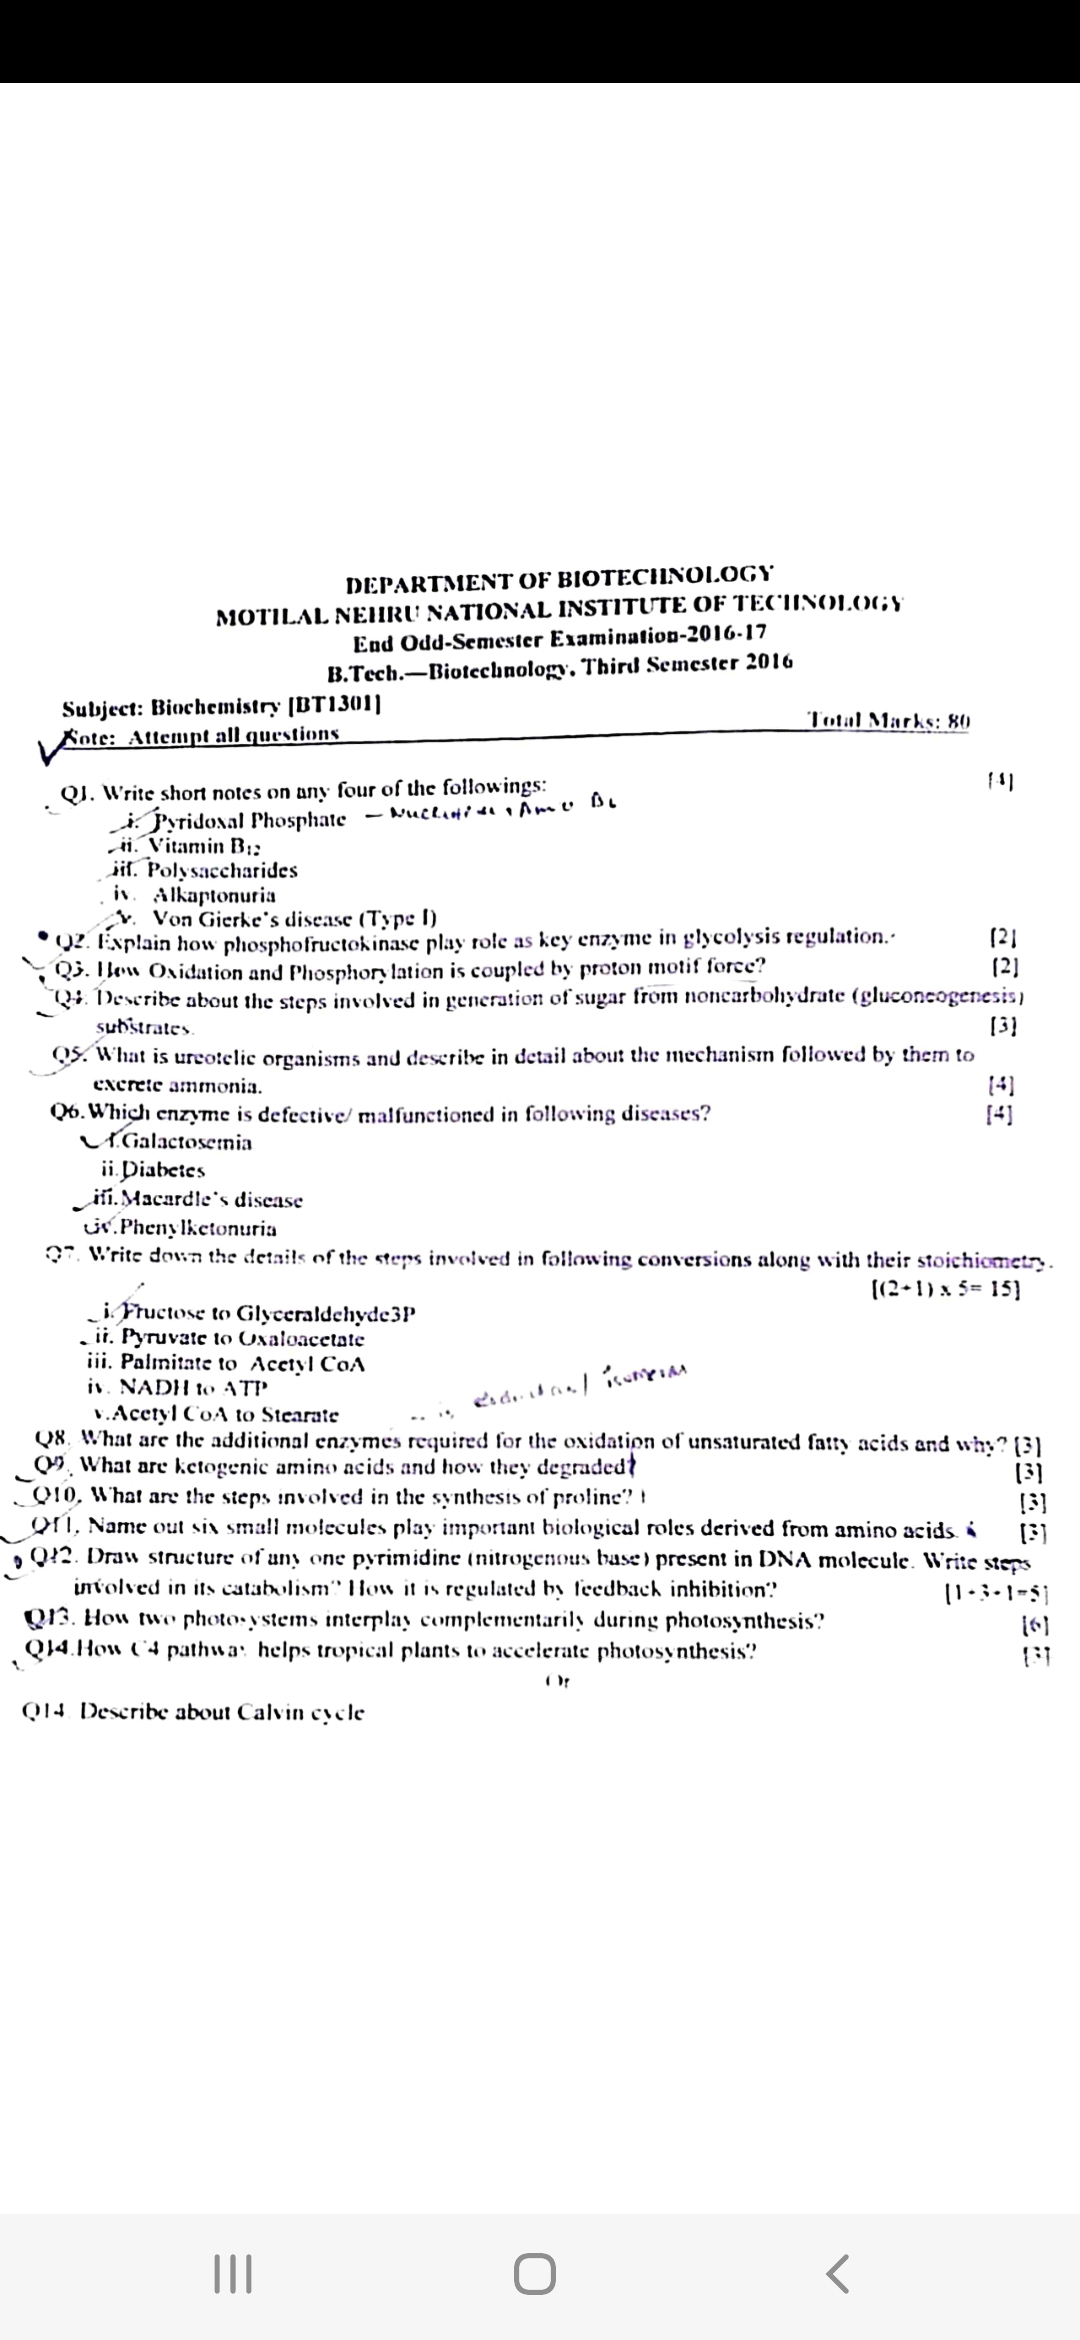 DEPARTMENT OF BIOTECHNOLOGY
MOTILAL NEHRU NATIONAL INSTITUTE OF TECHNOLOGY
End Odd-Semester Examination-2016-17
B.Tech.—Biotechnology, Third Semester 2016
Subject: Biochemistry [BT1301]
Total Marks: 80
Note: Attempt all questions
Q1. Write short notes on any four of the followings: [4]
i. Pyridoxal Phosphate
ii. Vitamin B12
iii. Polysaccharides
iv. Alkaptonuria
v. Von Gierke's disease (Type I)
Q2. Explain how phosphofructokinase play role as key enzyme in glycolysis regulation. [2]
Q3. How Oxidation and Phosphorylation is coupled by proton motif force? [2]
Q4. Describe about the steps involved in generation of sugar from noncarbohydrate (gluconeogenesis)
substrates. [3]
Q5. What is ureotelic organisms and describe in detail about the mechanism followed by them to
excrete ammonia. [4]
Q6.Which enzyme is defective/ malfunctioned in following diseases? [4]
i.Galactosemia
ii.Diabetes
iii.Macardle's disease
iv.Phenylketonuria
Q7. Write down the details of the steps involved in following conversions along with their stoichiometry.
[(2+1) x 5= 15]
i. Fructose to Glyceraldehyde3P
ii. Pyruvate to Oxaloacetate
iii. Palmitate to Acetyl CoA
iv. NADH to ATP
v.Acetyl CoA to Stearate
Q8. What are the additional enzymes required for the oxidation of unsaturated fatty acids and why? [3]
Q9. What are ketogenic amino acids and how they degraded? [3]
Q10. What are the steps involved in the synthesis of proline? [3]
Q11. Name out six small molecules play important biological roles derived from amino acids. [3]
Q12. Draw structure of any one pyrimidine (nitrogenous base) present in DNA molecule. Write steps
involved in its catabolism? How it is regulated by feedback inhibition? [1+3+1=5]
Q13. How two photosystems interplay complementarily during photosynthesis? [6]
Q14.How C4 pathway helps tropical plants to accelerate photosynthesis? [3]
Or
Q14 Describe about Calvin cycle